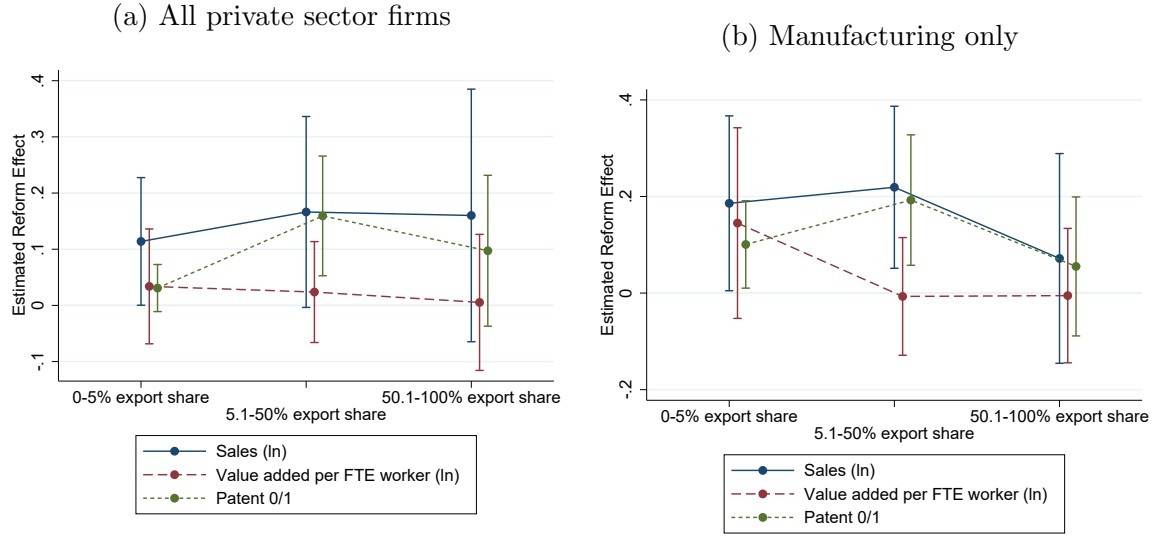 (a) All private sector firms
Estimated Reform Effect
.4
.3
.2
.1
0
-.1
0-5% export share
5.1-50% export share
50.1-100% export share
Sales (ln)
Value added per FTE worker (ln)
Patent 0/1
(b) Manufacturing only
Estimated Reform Effect
.4
.2
0
-.2
0-5% export share
5.1-50% export share
50.1-100% export share
Sales (ln)
Value added per FTE worker (ln)
Patent 0/1